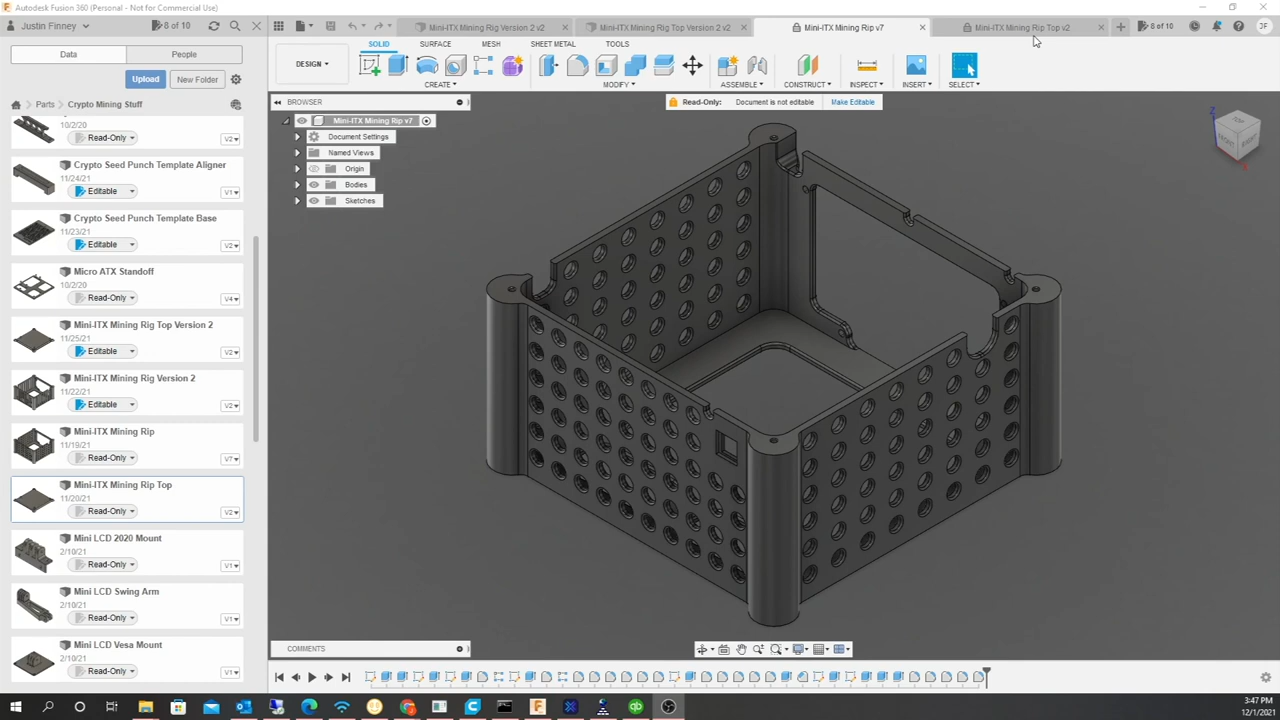 Autodesk Fusion 360 (Personal - Not for Commercial Use)
Justin Finney
8 of 10
Mini-ITX Mining Rig Version 2 v2
Mini-ITX Mining Rig Top Version 2 v2
Mini-ITX Mining Rip v7
Mini-ITX Mining Rip Top v2
8 of 10
JF
Data
People
Upload
New Folder
Parts
Crypto Mining Stuff
10/2/20
Read-Only
V2
Crypto Seed Punch Template Aligner
11/24/21
Editable
V1
Crypto Seed Punch Template Base
11/23/21
Editable
V2
Micro ATX Standoff
10/2/20
Read-Only
V4
Mini-ITX Mining Rig Top Version 2
11/25/21
Editable
V2
Mini-ITX Mining Rig Version 2
11/22/21
Editable
V2
Mini-ITX Mining Rip
11/19/21
Read-Only
V7
Mini-ITX Mining Rip Top
11/20/21
Read-Only
V2
Mini LCD 2020 Mount
2/10/21
Read-Only
V1
Mini LCD Swing Arm
2/10/21
Read-Only
V1
Mini LCD Vesa Mount
2/10/21
Read-Only
V1
SOLID
SURFACE
MESH
SHEET METAL
TOOLS
DESIGN
CREATE
MODIFY
ASSEMBLE
CONSTRUCT
INSPECT
INSERT
SELECT
BROWSER
Read-Only:
Document is not editable
Make Editable
Mini-ITX Mining Rip v7
Document Settings
Named Views
Origin
Bodies
Sketches
Z
TOP
FRONT
RIGHT
X
COMMENTS
3:47 PM
12/1/2021